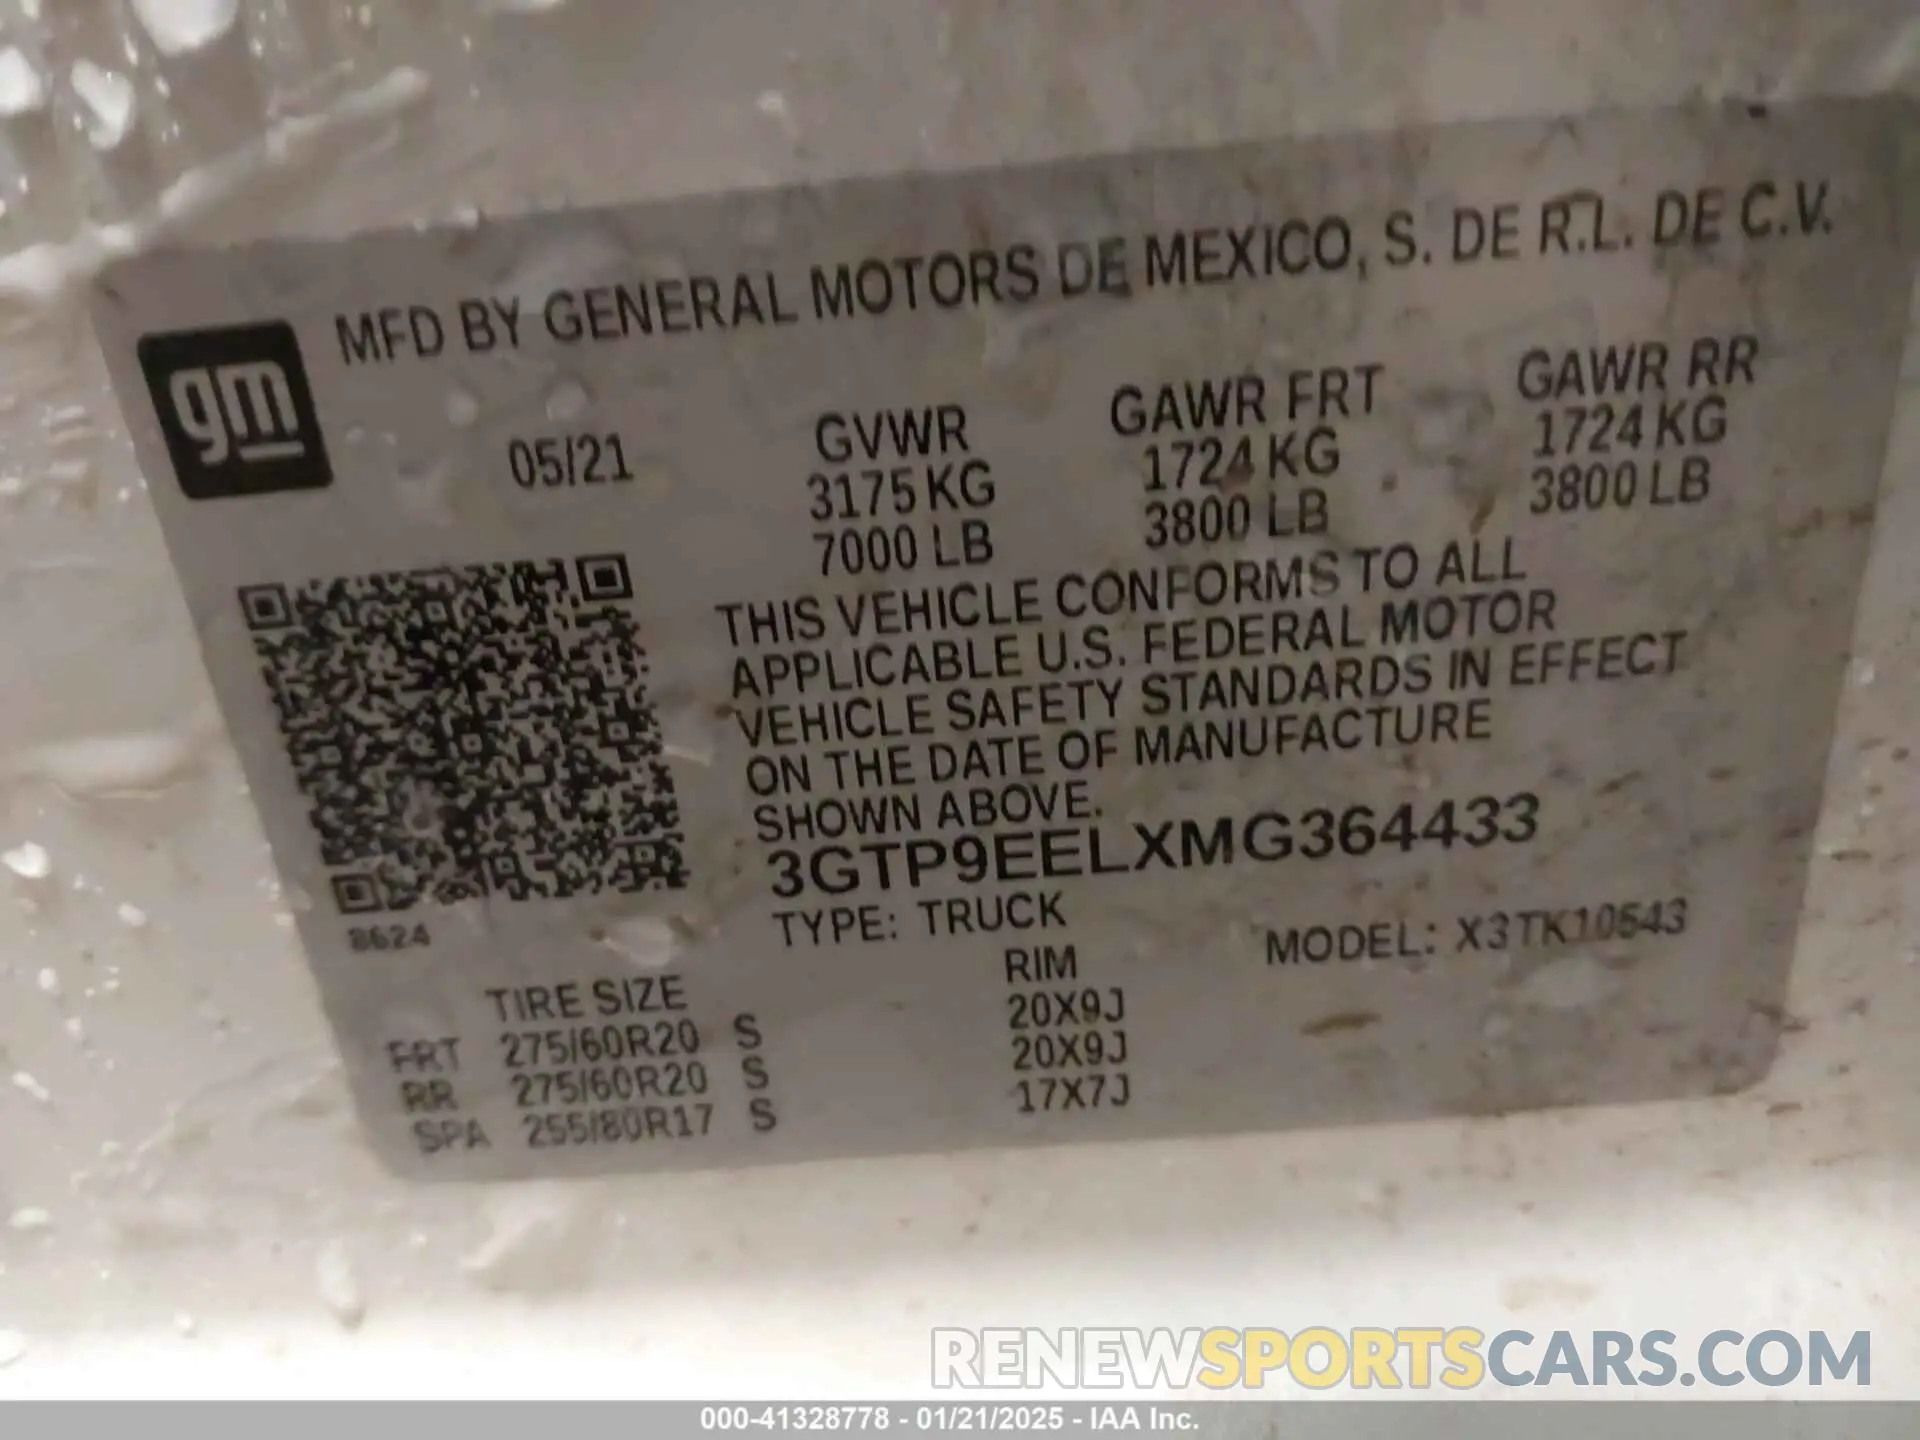 MFD BY GENERAL MOTORS DE MEXICO, S. DE R.L. DE C.V.
gm
05/21
GVWR
3175 KG
7000 LB
GAWR FRT
1724 KG
3800 LB
GAWR RR
1724 KG
3800 LB
THIS VEHICLE CONFORMS TO ALL
APPLICABLE U.S. FEDERAL MOTOR
VEHICLE SAFETY STANDARDS IN EFFECT
ON THE DATE OF MANUFACTURE
SHOWN ABOVE.
3GTP9EELXMG364433
TYPE: TRUCK
MODEL: X3TK10543
8624
TIRE SIZE RIM
FRT 275/60R20 S 20X9J
RR 275/60R20 S 20X9J
SPA 255/80R17 S 17X7J
RENEWSPORTSCARS.COM
000-41328778 - 01/21/2025 - IAA Inc.